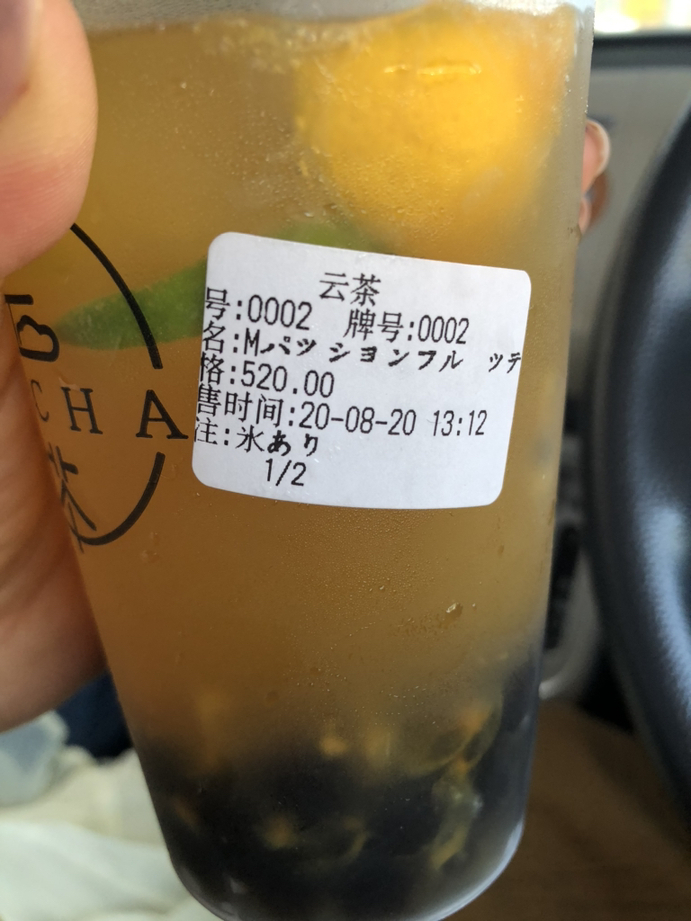 云茶
号:0002 牌号:0002
名:Mパッションフル ッテ
格:520.00
售时间:20-08-20 13:12
注:氷あり
1/2
CHA
茶